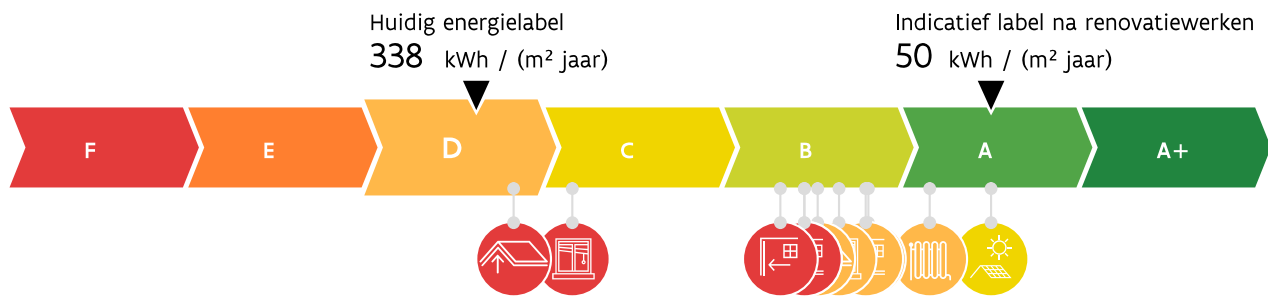 Huidig energielabel
338 kWh / (m² jaar)
Indicatief label na renovatiewerken
50 kWh / (m² jaar)
F E D C B A A+